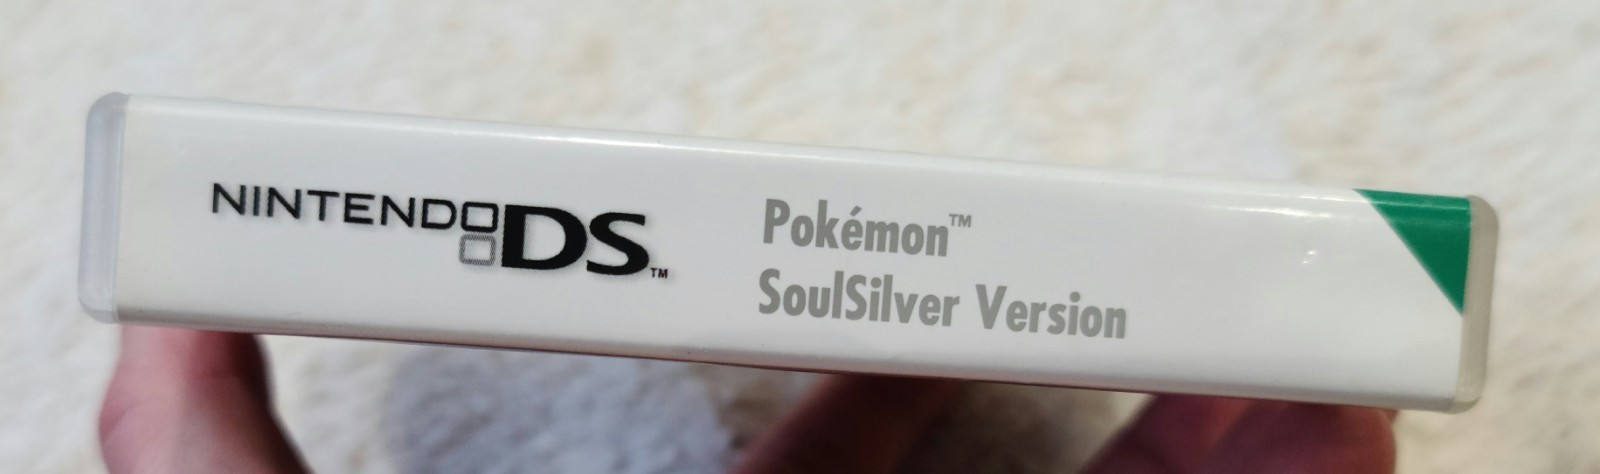 NINTENDO DS™
Pokémon™
SoulSilver Version